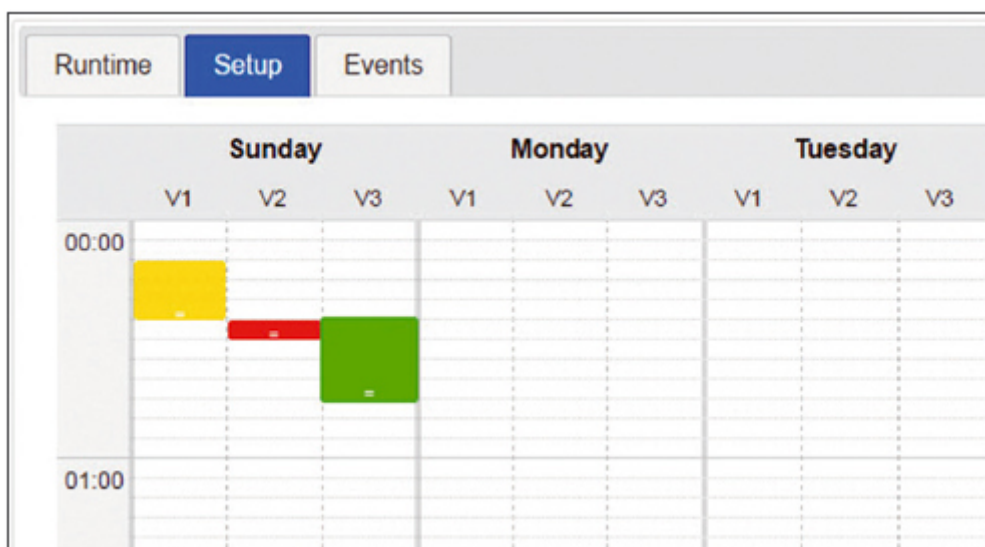 Runtime Setup Events
Sunday Monday Tuesday
V1 V2 V3 V1 V2 V3 V1 V2 V3
00:00
01:00